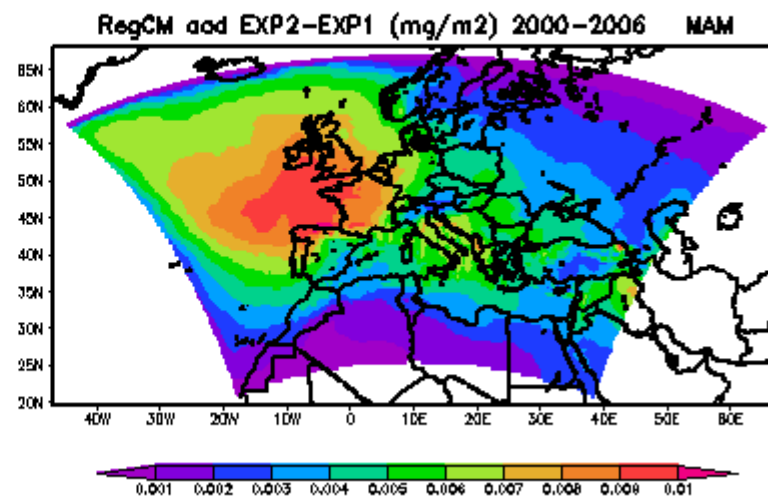 RegCM aod EXP2-EXP1 (mg/m2) 2000-2006 MAM
65N
60N
55N
50N
45N
40N
35N
30N
25N
20N
40W 30W 20W 10W 0 10E 20E 30E 40E 50E 60E
0.001 0.002 0.003 0.004 0.005 0.006 0.007 0.008 0.009 0.01